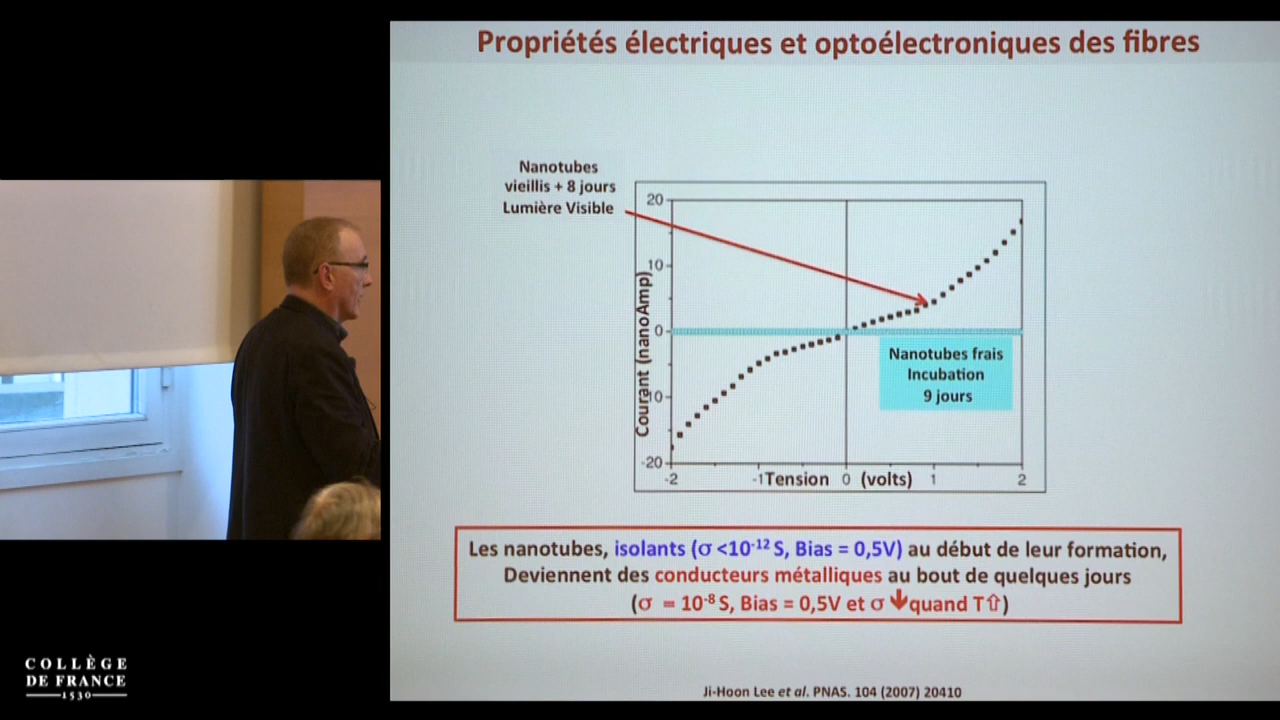 Propriétés électriques et optoélectroniques des fibres
Nanotubes
vieillis + 8 jours
Lumière Visible
20
10
0
-10
-20
Courant (nanoAmp)
-2
-1
Tension
0
(volts)
1
2
Nanotubes frais
Incubation
9 jours
Les nanotubes, isolants (σ <10⁻¹² S, Bias = 0,5V) au début de leur formation,
Deviennent des conducteurs métalliques au bout de quelques jours
(σ = 10⁻⁸ S, Bias = 0,5V et σ ⬇ quand T⇧)
Ji-Hoon Lee et al. PNAS. 104 (2007) 20410
COLLÈGE
DE FRANCE
1530